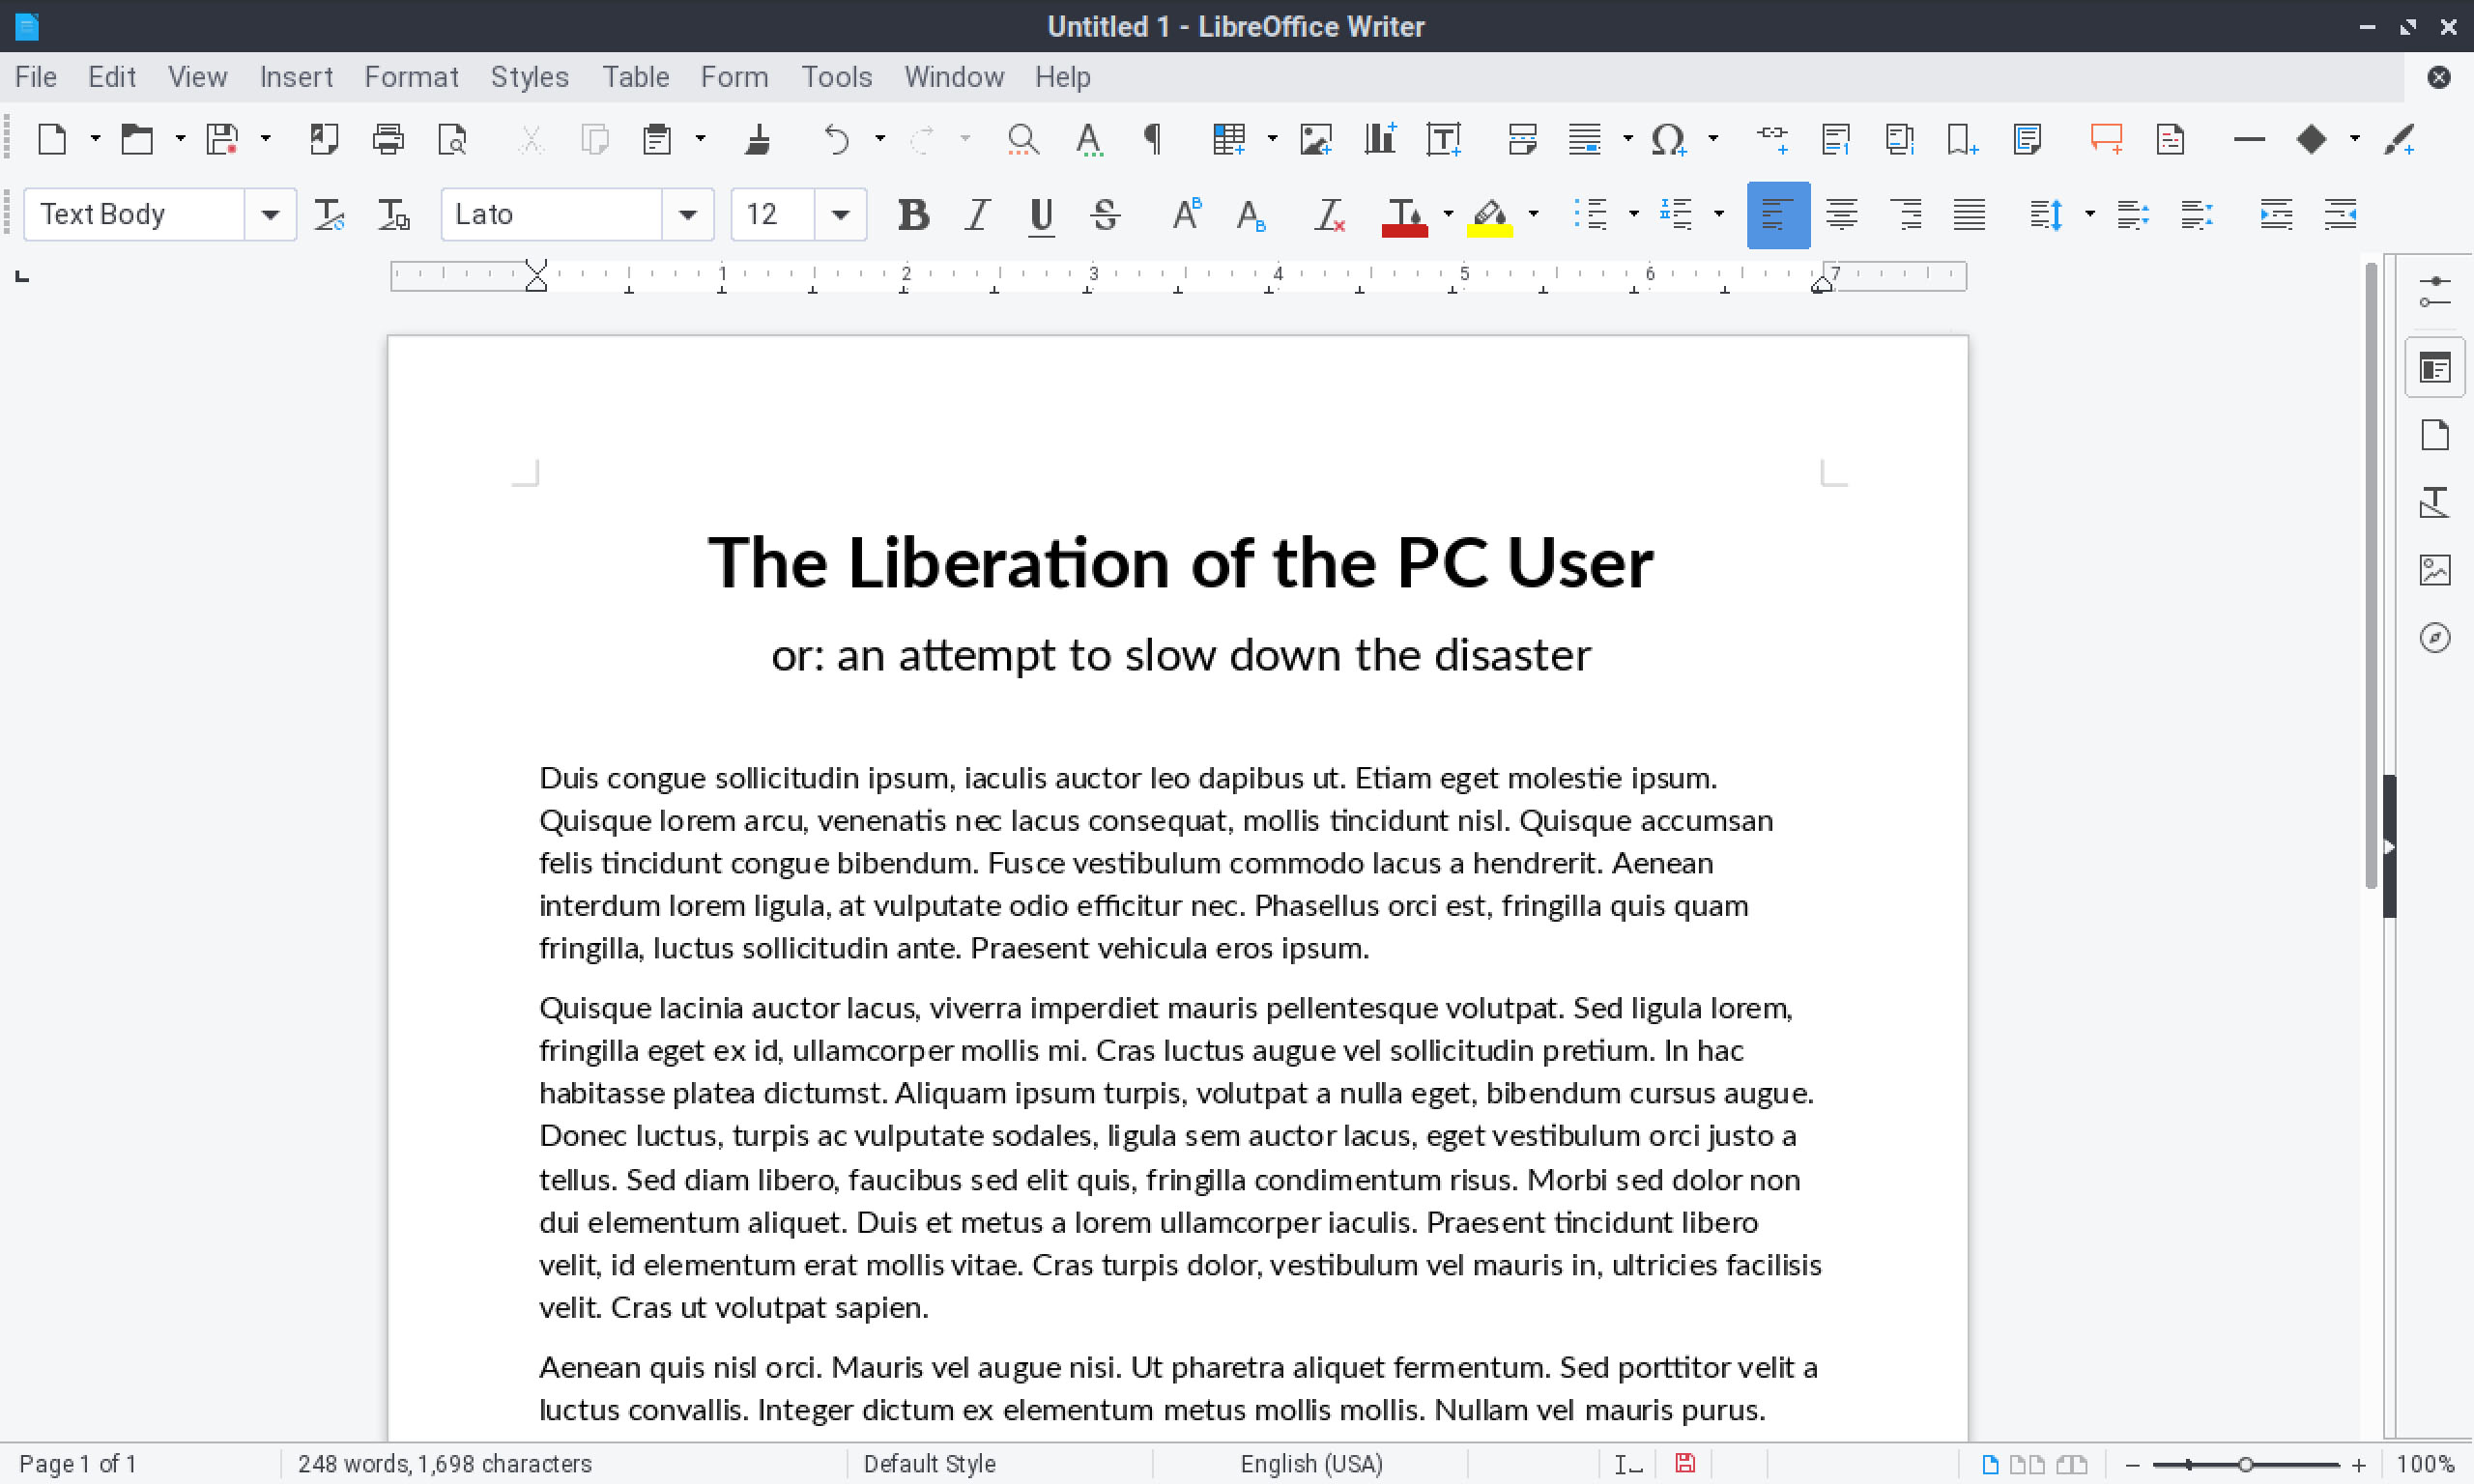 Untitled 1 - LibreOffice Writer
File Edit View Insert Format Styles Table Form Tools Window Help
Text Body Lato 12
1 2 3 4 5 6 7
The Liberation of the PC User
or: an attempt to slow down the disaster
Duis congue sollicitudin ipsum, iaculis auctor leo dapibus ut. Etiam eget molestie ipsum.
Quisque lorem arcu, venenatis nec lacus consequat, mollis tincidunt nisl. Quisque accumsan
felis tincidunt congue bibendum. Fusce vestibulum commodo lacus a hendrerit. Aenean
interdum lorem ligula, at vulputate odio efficitur nec. Phasellus orci est, fringilla quis quam
fringilla, luctus sollicitudin ante. Praesent vehicula eros ipsum.
Quisque lacinia auctor lacus, viverra imperdiet mauris pellentesque volutpat. Sed ligula lorem,
fringilla eget ex id, ullamcorper mollis mi. Cras luctus augue vel sollicitudin pretium. In hac
habitasse platea dictumst. Aliquam ipsum turpis, volutpat a nulla eget, bibendum cursus augue.
Donec luctus, turpis ac vulputate sodales, ligula sem auctor lacus, eget vestibulum orci justo a
tellus. Sed diam libero, faucibus sed elit quis, fringilla condimentum risus. Morbi sed dolor non
dui elementum aliquet. Duis et metus a lorem ullamcorper iaculis. Praesent tincidunt libero
velit, id elementum erat mollis vitae. Cras turpis dolor, vestibulum vel mauris in, ultricies facilisis
velit. Cras ut volutpat sapien.
Aenean quis nisl orci. Mauris vel augue nisi. Ut pharetra aliquet fermentum. Sed porttitor velit a
luctus convallis. Integer dictum ex elementum metus mollis mollis. Nullam vel mauris purus.
Page 1 of 1 248 words, 1,698 characters Default Style English (USA) 100%